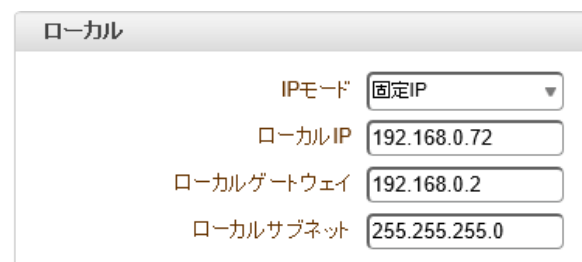 ローカル
IPモード 固定IP
ローカルIP 192.168.0.72
ローカルゲートウェイ 192.168.0.2
ローカルサブネット 255.255.255.0